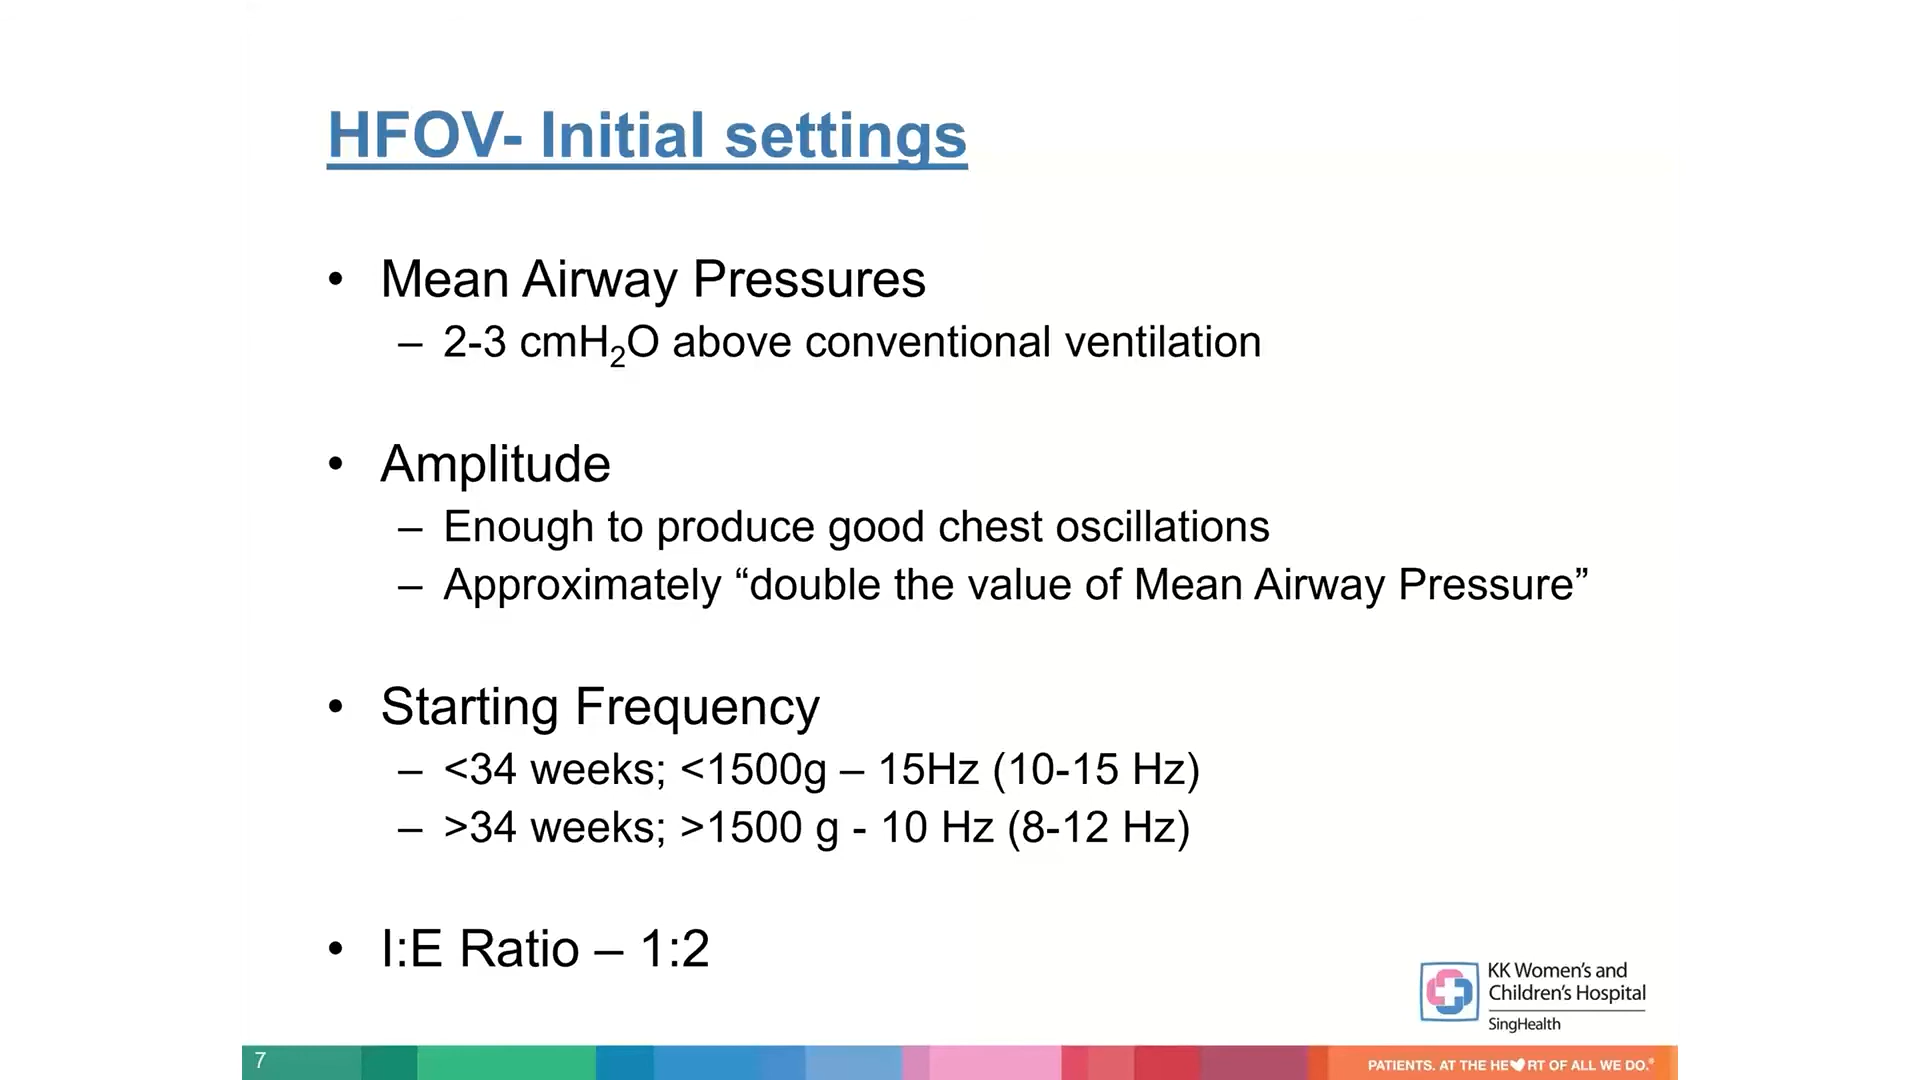 HFOV- Initial settings
• Mean Airway Pressures
– 2-3 cmH₂O above conventional ventilation
• Amplitude
– Enough to produce good chest oscillations
– Approximately “double the value of Mean Airway Pressure”
• Starting Frequency
– <34 weeks; <1500g – 15Hz (10-15 Hz)
– >34 weeks; >1500 g - 10 Hz (8-12 Hz)
• I:E Ratio – 1:2
KK Women's and
Children's Hospital
SingHealth
7
PATIENTS. AT THE HE♥RT OF ALL WE DO.®